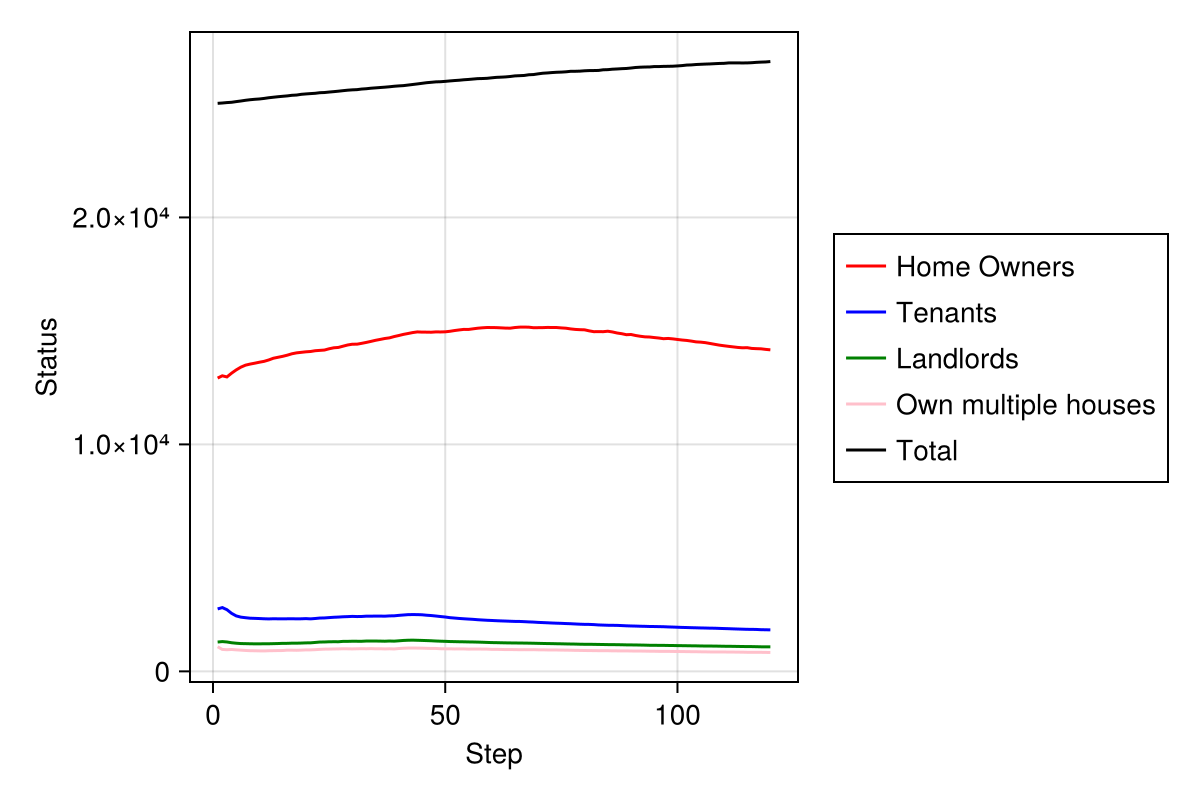 Status
2.0×10⁴
1.0×10⁴
0
0 50 100
Step
Home Owners
Tenants
Landlords
Own multiple houses
Total